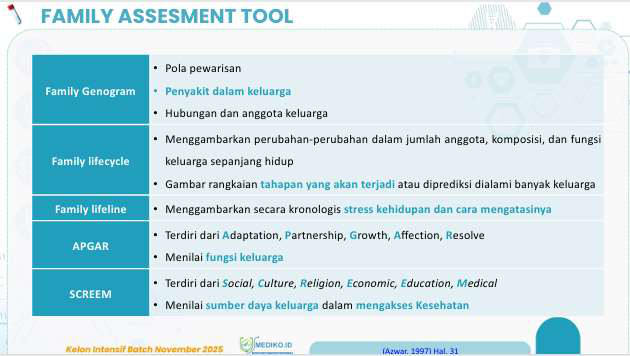 FAMILY ASSESMENT TOOL
Family Genogram
• Pola pewarisan
• Penyakit dalam keluarga
• Hubungan dan anggota keluarga
Family lifecycle
• Menggambarkan perubahan-perubahan dalam jumlah anggota, komposisi, dan fungsi
keluarga sepanjang hidup
• Gambar rangkaian tahapan yang akan terjadi atau diprediksi dialami banyak keluarga
Family lifeline
• Menggambarkan secara kronologis stress kehidupan dan cara mengatasinya
APGAR
• Terdiri dari Adaptation, Partnership, Growth, Affection, Resolve
• Menilai fungsi keluarga
SCREEM
• Terdiri dari Social, Culture, Religion, Economic, Education, Medical
• Menilai sumber daya keluarga dalam mengakses Kesehatan
Kelon Intensif Batch November 2025
MEDIKO.ID
(Azwar, 1997) Hal. 31